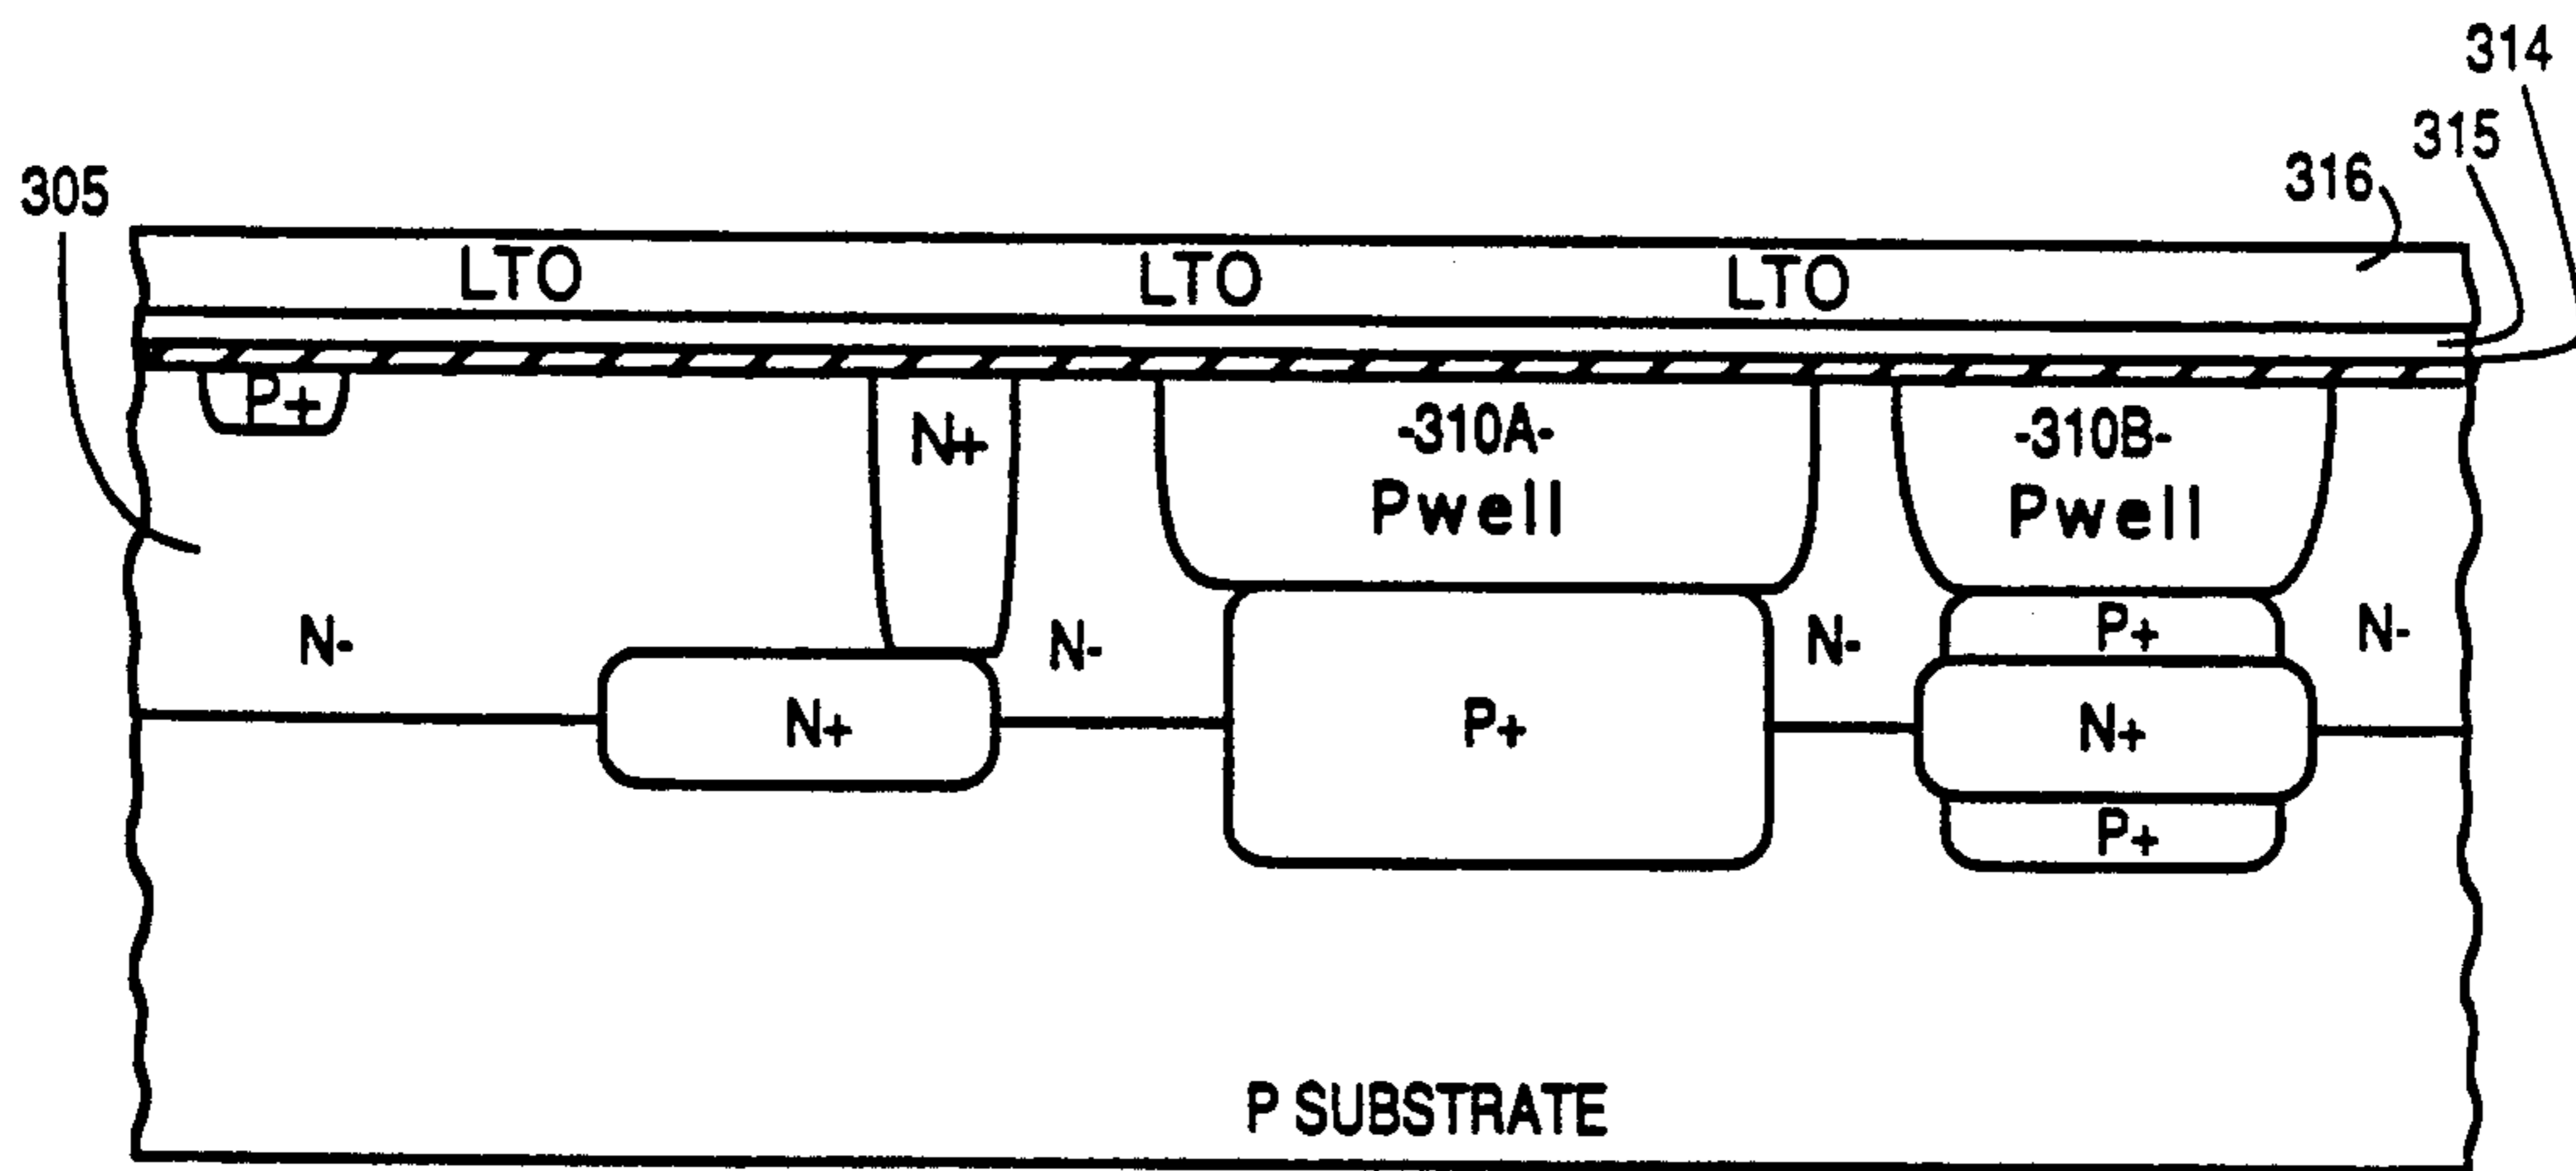 314
315
316
305
LTO LTO LTO
P+
N+
-310A-
Pwell
-310B-
Pwell
N- N- N- N-
P+
N+ P+ N+
P+
P SUBSTRATE